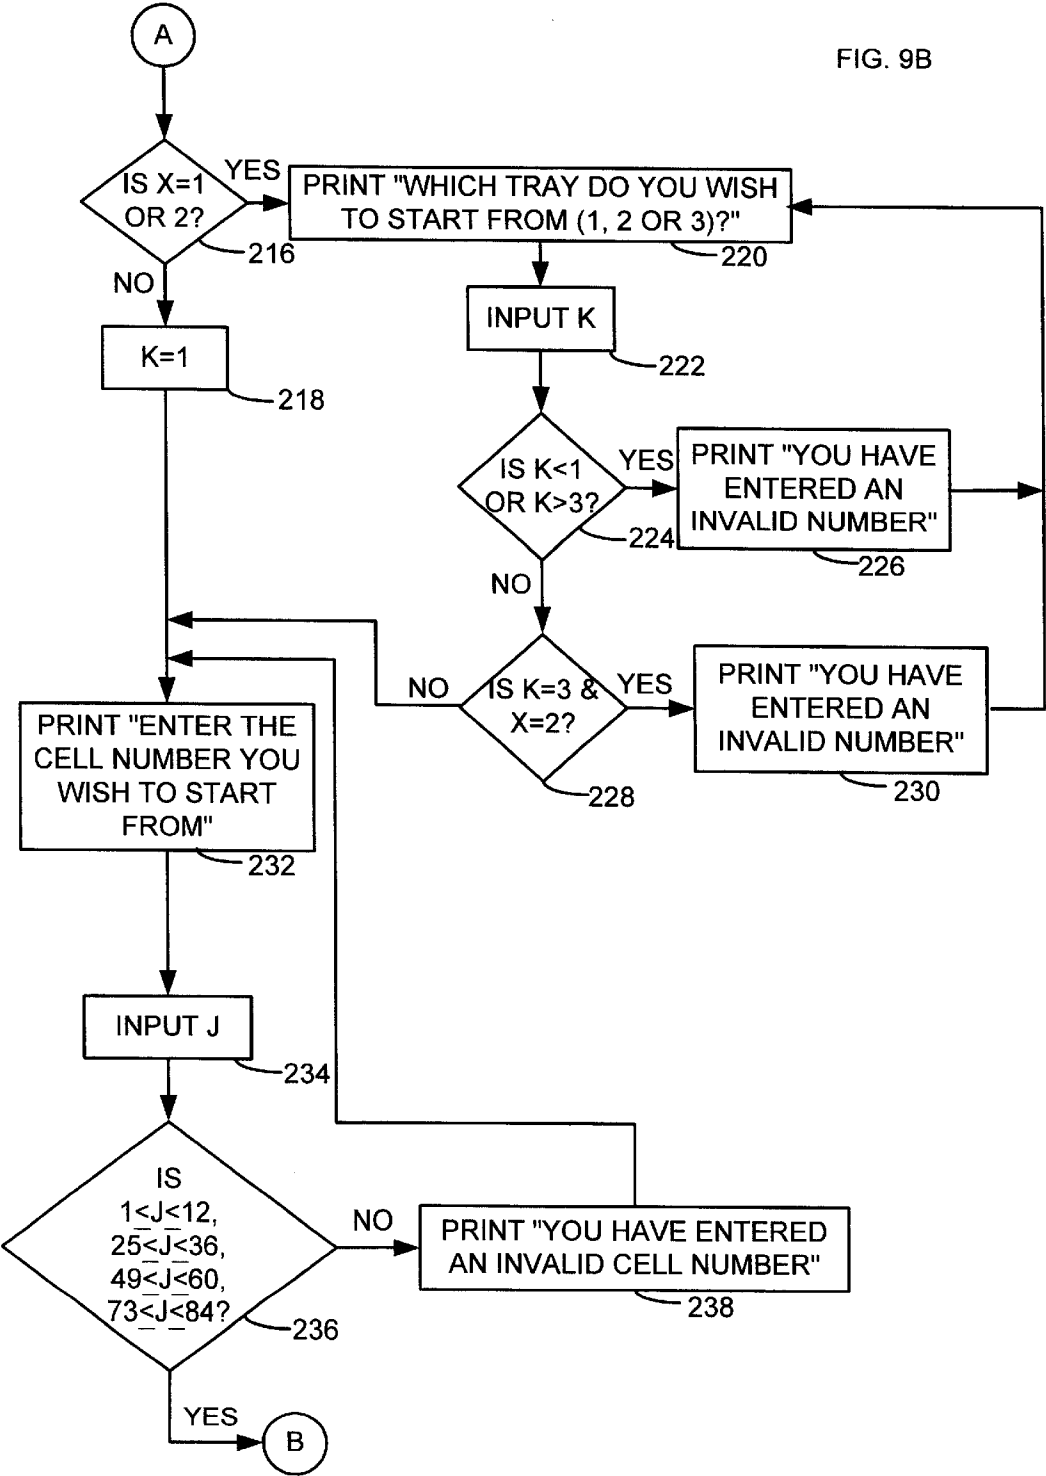 A
FIG. 9B
IS X=1
OR 2?
YES
216
NO
PRINT "WHICH TRAY DO YOU WISH
TO START FROM (1, 2 OR 3)?"
220
INPUT K
222
K=1
218
IS K<1
OR K>3?
YES
224
NO
PRINT "YOU HAVE
ENTERED AN
INVALID NUMBER"
226
IS K=3 &
X=2?
NO
YES
228
PRINT "YOU HAVE
ENTERED AN
INVALID NUMBER"
230
PRINT "ENTER THE
CELL NUMBER YOU
WISH TO START
FROM"
232
INPUT J
234
IS
1≤J≤12,
25≤J≤36,
49≤J≤60,
73≤J≤84?
236
NO
PRINT "YOU HAVE ENTERED
AN INVALID CELL NUMBER"
238
YES
B